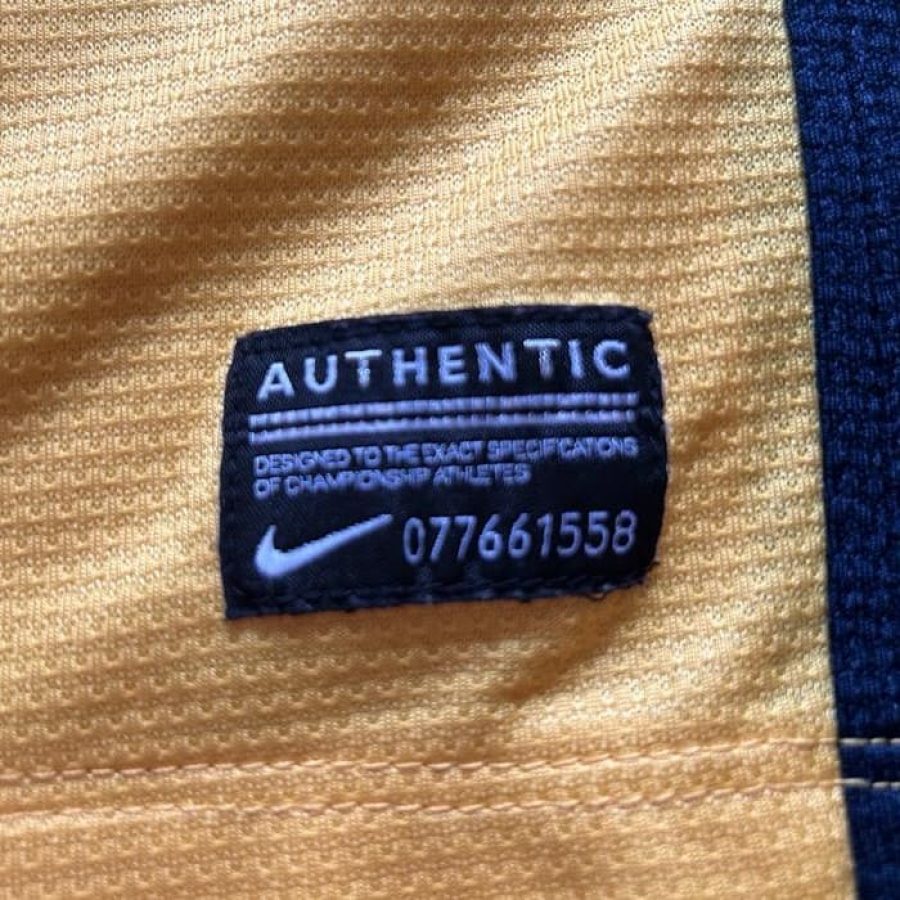 AUTHENTIC
DESIGNED TO THE EXACT SPECIFICATIONS
OF CHAMPIONSHIP ATHLETES
077661558